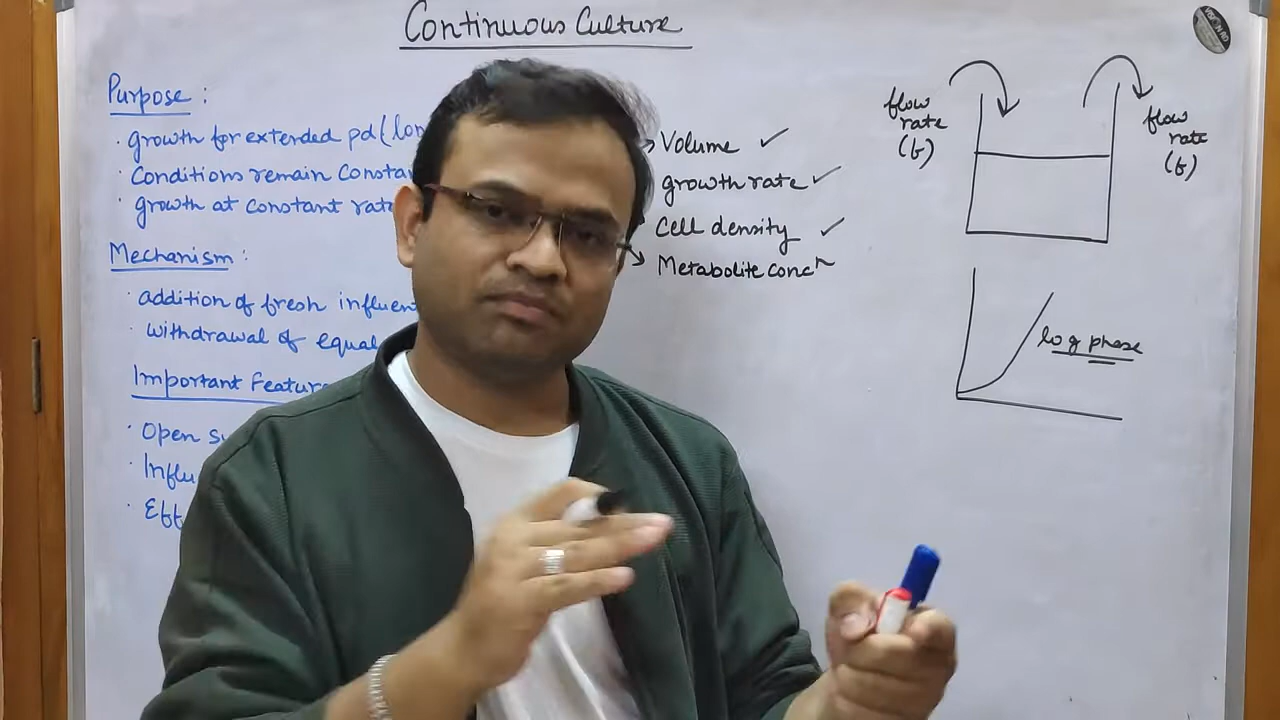 Continuous Culture
Purpose :
· growth for extended pd (lon
· Conditions remain Consta
· growth at constant rat
Mechanism :
· addition of fresh influen
· withdrawal of equal
Important Featur
· Open s
· Influ
· Eff
Volume ✓
growth rate ✓
Cell density ✓
Metabolite concn
flow
rate
(f)
flow
rate
(f)
log phase